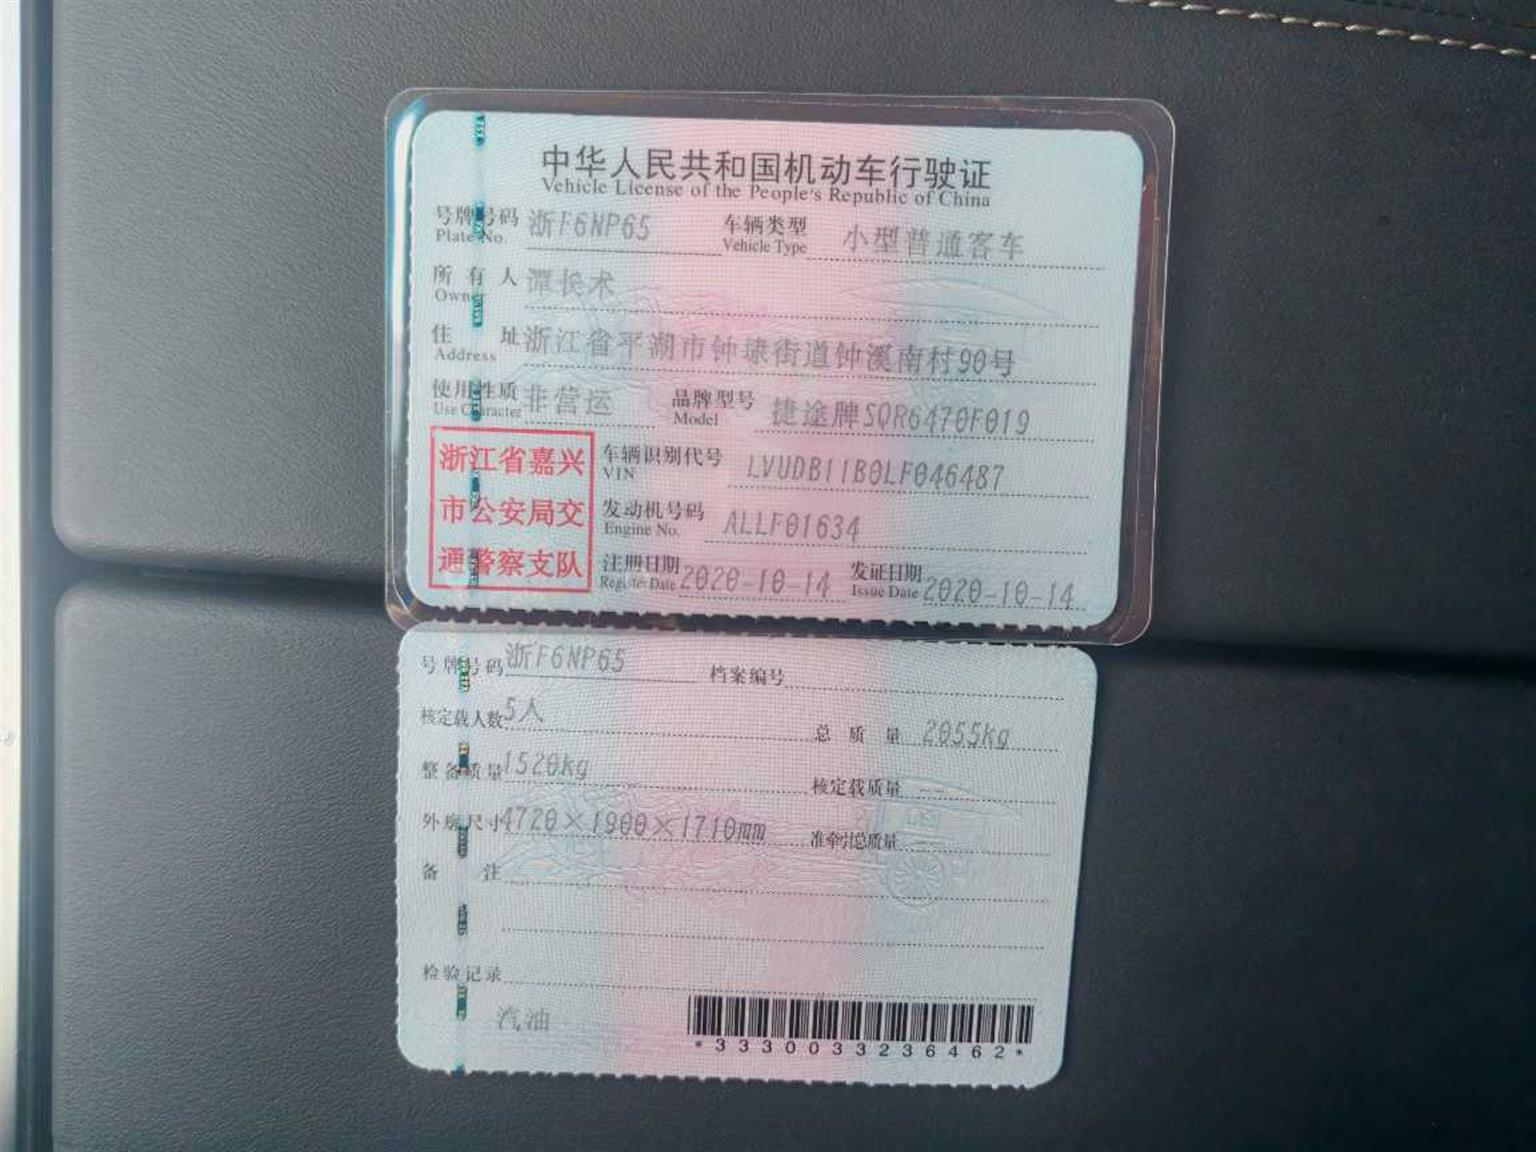 中华人民共和国机动车行驶证
Vehicle License of the People's Republic of China
号牌号码 浙F6NP65 车辆类型 小型普通客车
Plate No. Vehicle Type
所有人 谭长术
Owner
住址 浙江省平湖市钟埭街道钟溪南村90号
Address
使用性质 非营运 品牌型号 捷途牌SQR6470F019
Use Character Model
浙江省嘉兴
市公安局交
通警察支队
车辆识别代号 LVUDB11B0LF046487
VIN
发动机号码 ALLF01634
Engine No.
注册日期 2020-10-14 发证日期 2020-10-14
Register Date Issue Date
号牌号码 浙F6NP65 档案编号
核定载人数 5人 总质量 2055kg
整备质量 1520kg 核定载质量 --
外廓尺寸 4720×1900×1710mm 准牵引总质量
备注
检验记录
汽油
*3330033236462*